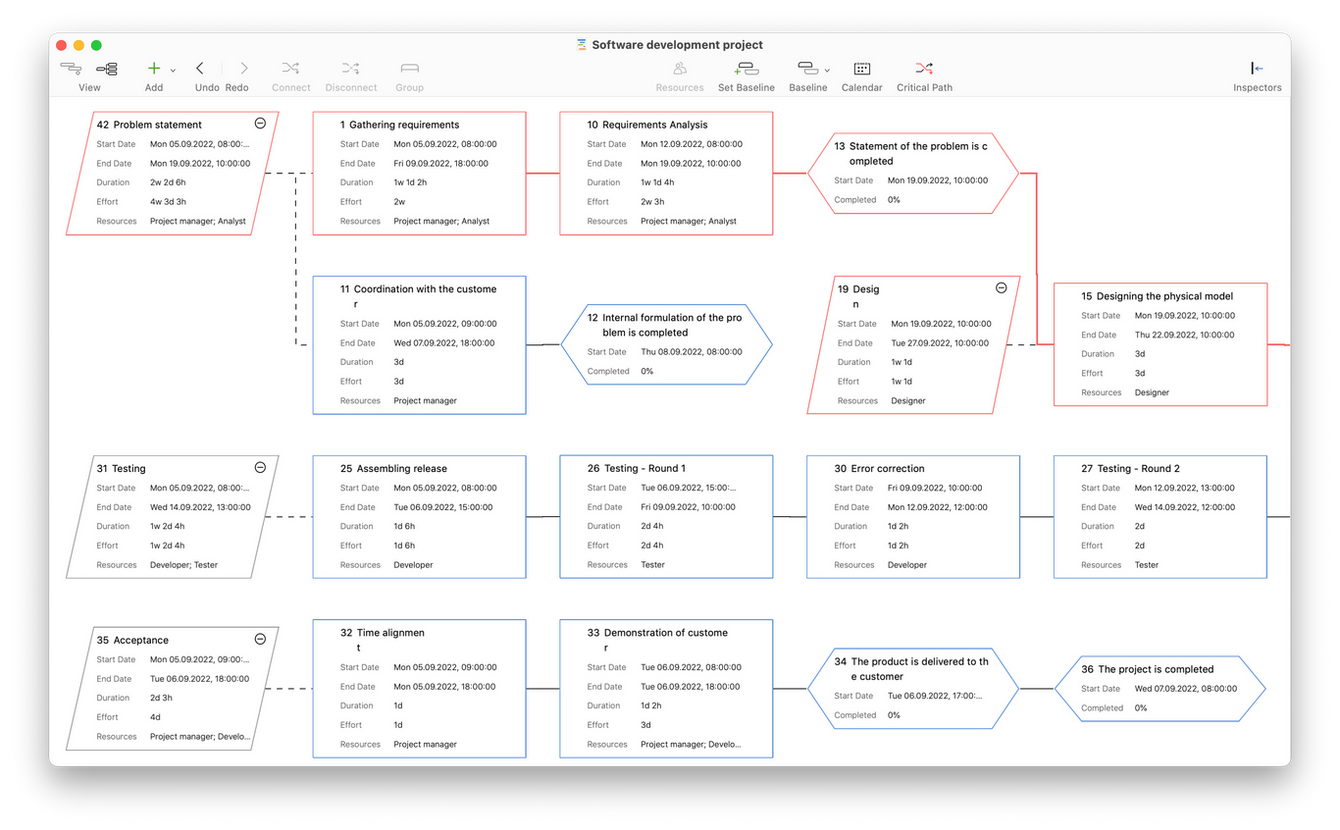 Software development project
View
Add
Undo
Redo
Connect
Disconnect
Group
Resources
Set Baseline
Baseline
Calendar
Critical Path
Inspectors
42 Problem statement
Start Date Mon 05.09.2022, 08:00:...
End Date Mon 19.09.2022, 10:00:00
Duration 2w 2d 6h
Effort 4w 3d 3h
Resources Project manager; Analyst
1 Gathering requirements
Start Date Mon 05.09.2022, 08:00:00
End Date Fri 09.09.2022, 18:00:00
Duration 1w 1d 2h
Effort 2w
Resources Project manager; Analyst
10 Requirements Analysis
Start Date Mon 12.09.2022, 08:00:00
End Date Mon 19.09.2022, 10:00:00
Duration 1w 1d 4h
Effort 2w 3h
Resources Project manager; Analyst
13 Statement of the problem is c
ompleted
Start Date Mon 19.09.2022, 10:00:00
Completed 0%
11 Coordination with the custome
r
Start Date Mon 05.09.2022, 09:00:00
End Date Wed 07.09.2022, 18:00:00
Duration 3d
Effort 3d
Resources Project manager
12 Internal formulation of the pro
blem is completed
Start Date Thu 08.09.2022, 08:00:00
Completed 0%
19 Desig
n
Start Date Mon 19.09.2022, 10:00:00
End Date Tue 27.09.2022, 10:00:00
Duration 1w 1d
Effort 1w 1d
Resources Designer
15 Designing the physical model
Start Date Mon 19.09.2022, 10:00:00
End Date Thu 22.09.2022, 10:00:00
Duration 3d
Effort 3d
Resources Designer
31 Testing
Start Date Mon 05.09.2022, 08:00:...
End Date Wed 14.09.2022, 13:00:00
Duration 1w 2d 4h
Effort 1w 2d 4h
Resources Developer; Tester
25 Assembling release
Start Date Mon 05.09.2022, 08:00:00
End Date Tue 06.09.2022, 15:00:00
Duration 1d 6h
Effort 1d 6h
Resources Developer
26 Testing - Round 1
Start Date Tue 06.09.2022, 15:00:...
End Date Fri 09.09.2022, 10:00:00
Duration 2d 4h
Effort 2d 4h
Resources Tester
30 Error correction
Start Date Fri 09.09.2022, 10:00:00
End Date Mon 12.09.2022, 12:00:00
Duration 1d 2h
Effort 1d 2h
Resources Developer
27 Testing - Round 2
Start Date Mon 12.09.2022, 13:00:00
End Date Wed 14.09.2022, 12:00:00
Duration 2d
Effort 2d
Resources Tester
35 Acceptance
Start Date Mon 05.09.2022, 09:00:...
End Date Tue 06.09.2022, 18:00:00
Duration 2d 3h
Effort 4d
Resources Project manager; Develo...
32 Time alignmen
t
Start Date Mon 05.09.2022, 09:00:00
End Date Mon 05.09.2022, 18:00:00
Duration 1d
Effort 1d
Resources Project manager
33 Demonstration of custome
r
Start Date Tue 06.09.2022, 08:00:00
End Date Tue 06.09.2022, 18:00:00
Duration 1d 2h
Effort 3d
Resources Project manager; Develo...
34 The product is delivered to th
e customer
Start Date Tue 06.09.2022, 17:00:...
Completed 0%
36 The project is completed
Start Date Wed 07.09.2022, 08:00:00
Completed 0%